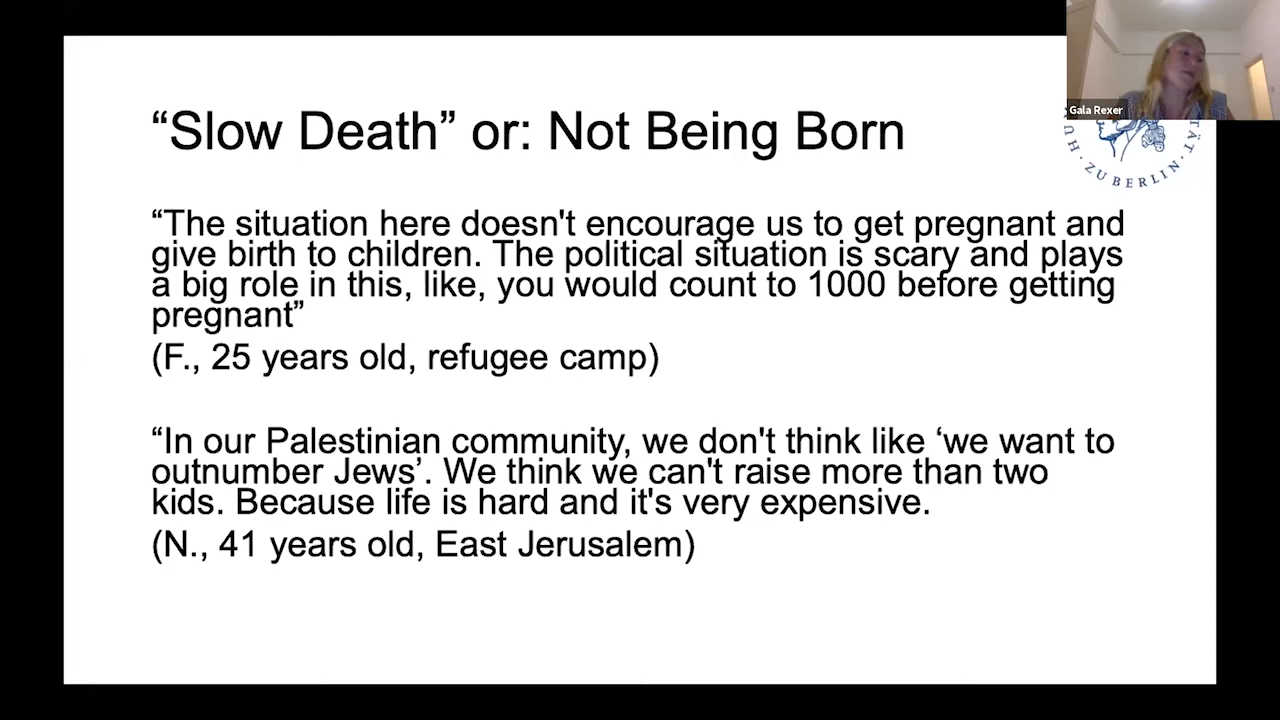 “Slow Death” or: Not Being Born
“The situation here doesn't encourage us to get pregnant and
give birth to children. The political situation is scary and plays
a big role in this, like, you would count to 1000 before getting
pregnant”
(F., 25 years old, refugee camp)
“In our Palestinian community, we don't think like ‘we want to
outnumber Jews’. We think we can't raise more than two
kids. Because life is hard and it's very expensive.
(N., 41 years old, East Jerusalem)
Gala Rexer
HU
TÄT
ZU BERLIN